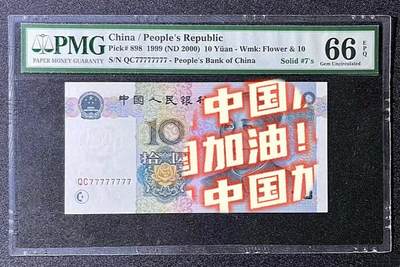 PMG
PAPER MONEY GUARANTY
China / People's Republic
Pick# 898 1999 (ND 2000) 10 Yüan - Wmk: Flower & 10
S/N QC77777777 - People's Bank of China
Solid #7's
66 EPQ
Gem Uncirculated
中国人民银行
中国
10
国加油!
拾
中国加
QC77777777